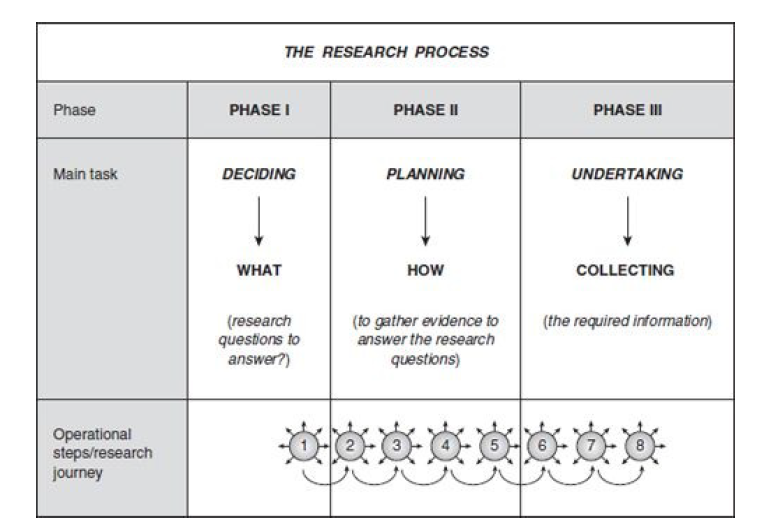 THE RESEARCH PROCESS
Phase
PHASE I
PHASE II
PHASE III
Main task
DECIDING
PLANNING
UNDERTAKING
WHAT
HOW
COLLECTING
(research
questions to
answer?)
(to gather evidence to
answer the research
questions)
(the required information)
Operational
steps/research
journey
1 2 3 4 5 6 7 8